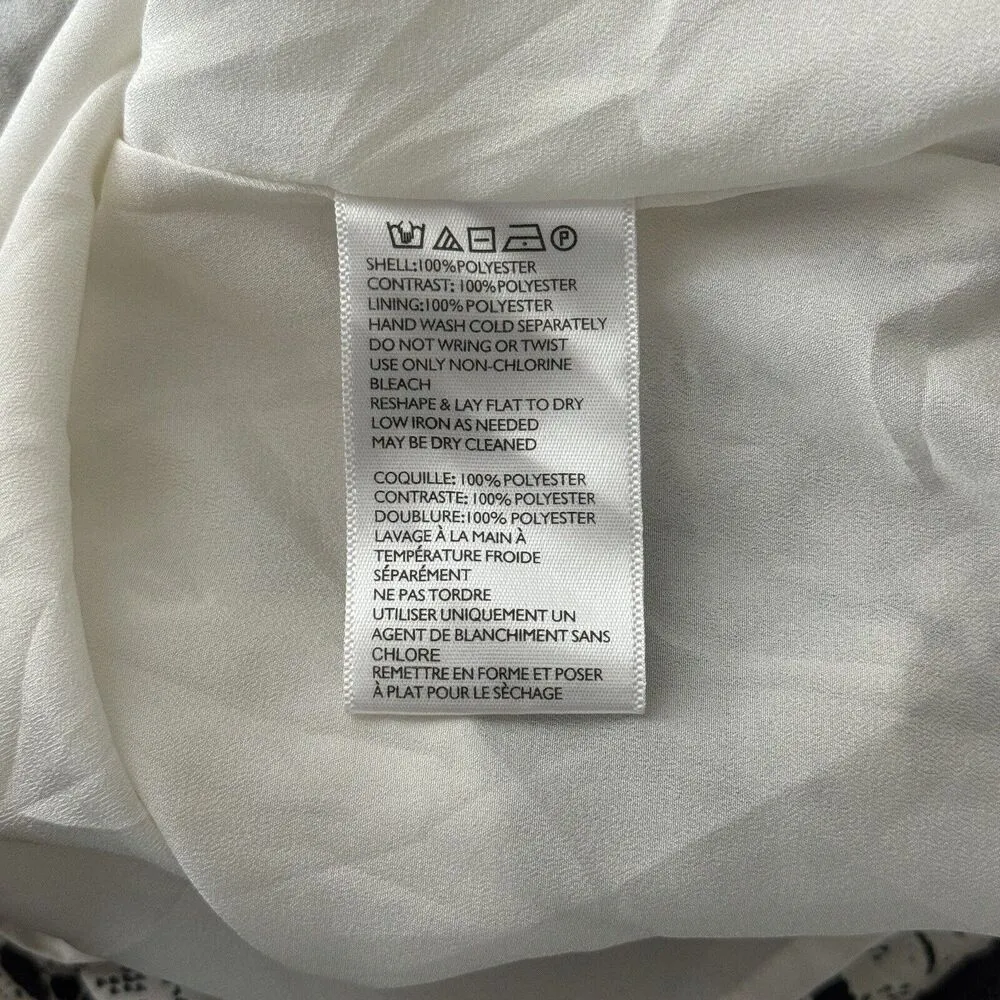 P
SHELL:100%POLYESTER
CONTRAST: 100%POLYESTER
LINING:100% POLYESTER
HAND WASH COLD SEPARATELY
DO NOT WRING OR TWIST
USE ONLY NON-CHLORINE
BLEACH
RESHAPE & LAY FLAT TO DRY
LOW IRON AS NEEDED
MAY BE DRY CLEANED
COQUILLE: 100% POLYESTER
CONTRASTE: 100% POLYESTER
DOUBLURE:100% POLYESTER
LAVAGE À LA MAIN À
TEMPÉRATURE FROIDE
SÉPARÉMENT
NE PAS TORDRE
UTILISER UNIQUEMENT UN
AGENT DE BLANCHIMENT SANS
CHLORE
REMETTRE EN FORME ET POSER
À PLAT POUR LE SÈCHAGE